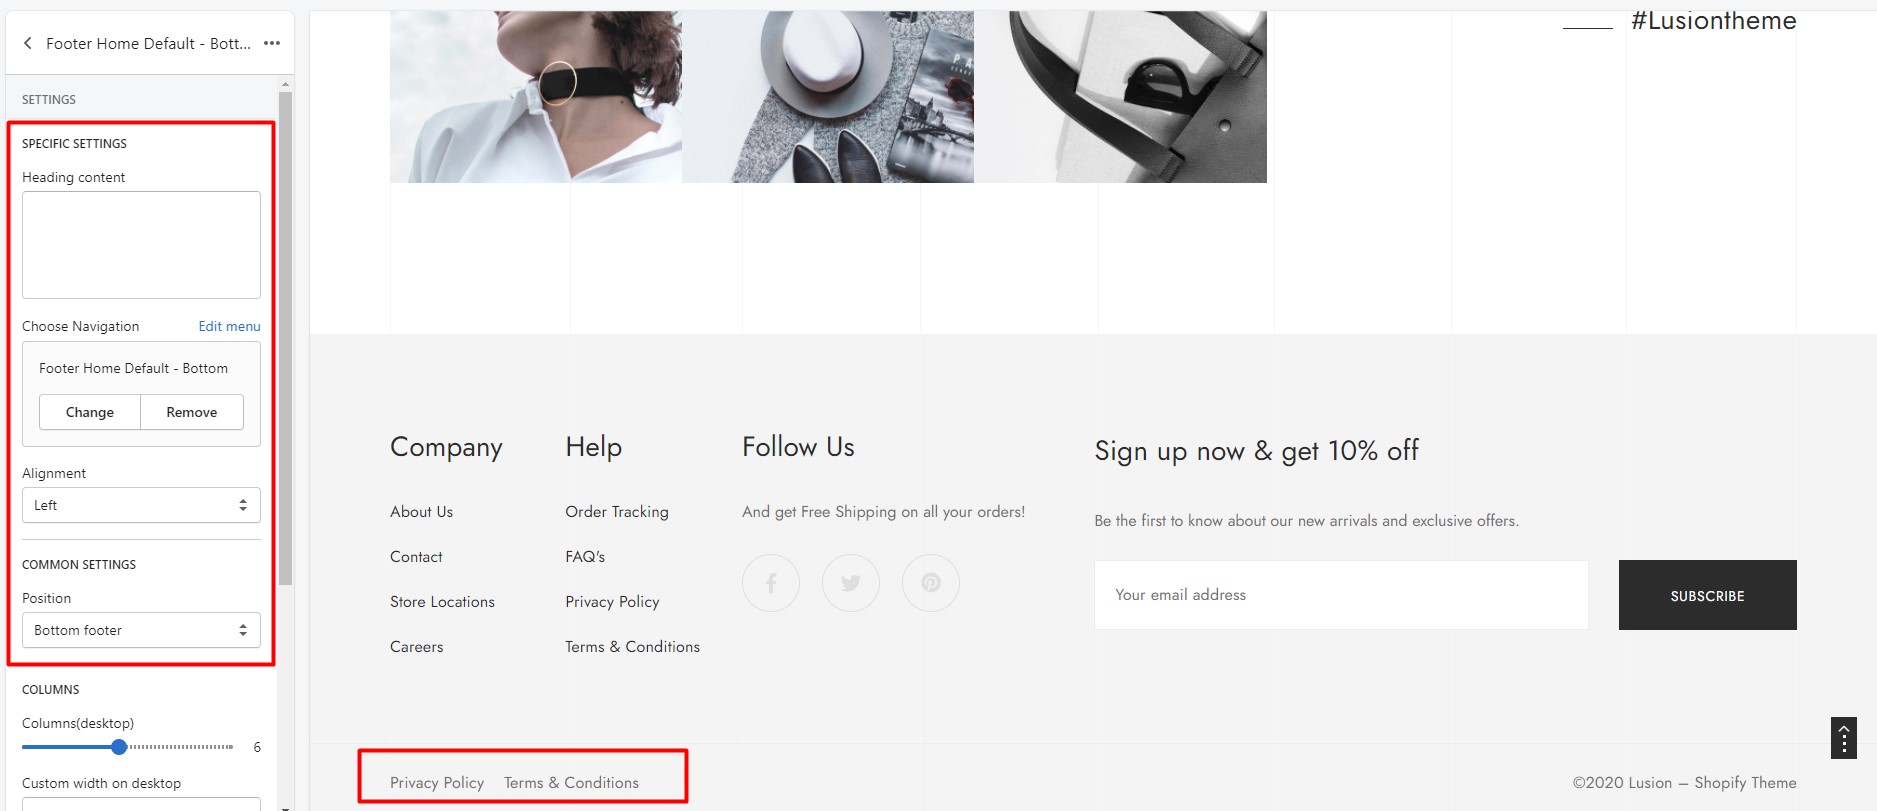 Footer Home Default - Bott...
SETTINGS
SPECIFIC SETTINGS
Heading content
Choose Navigation Edit menu
Footer Home Default - Bottom
Change Remove
Alignment
Left
COMMON SETTINGS
Position
Bottom footer
COLUMNS
Columns(desktop)
6
Custom width on desktop
#Lusiontheme
Company
About Us
Contact
Store Locations
Careers
Help
Order Tracking
FAQ's
Privacy Policy
Terms & Conditions
Follow Us
And get Free Shipping on all your orders!
Sign up now & get 10% off
Be the first to know about our new arrivals and exclusive offers.
Your email address
SUBSCRIBE
Privacy Policy Terms & Conditions
©2020 Lusion – Shopify Theme